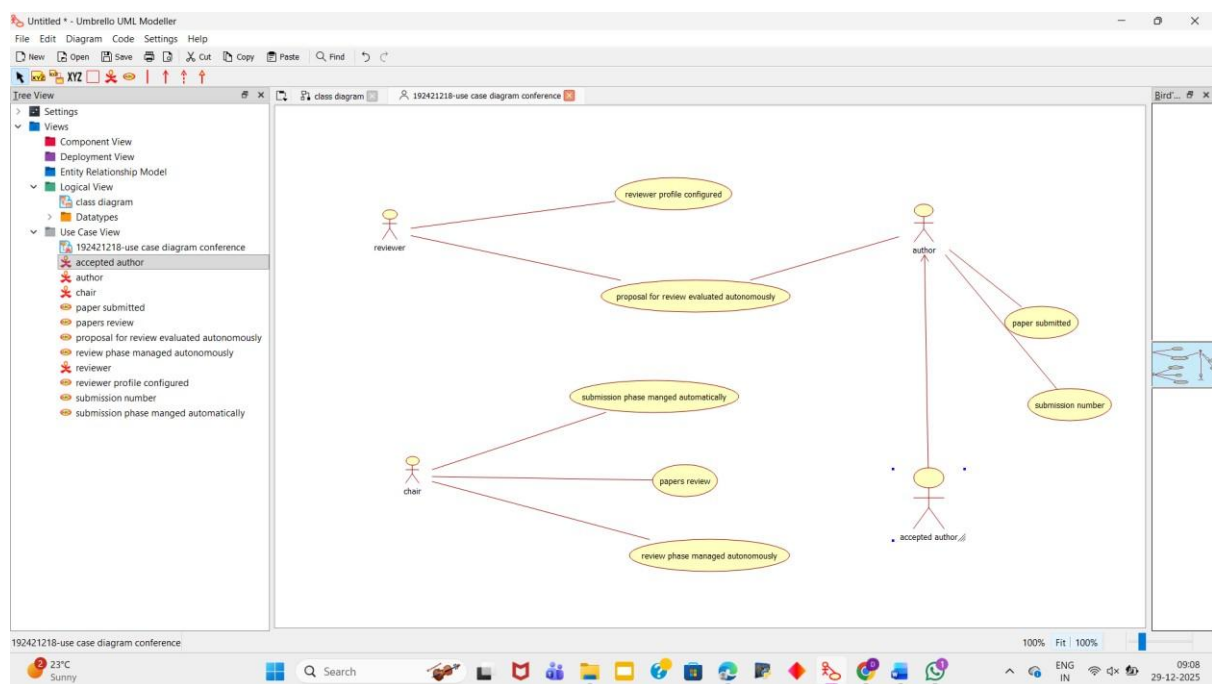 Untitled * - Umbrello UML Modeller
File Edit Diagram Code Settings Help
New Open Save Cut Copy Paste Find
XYZ
Tree View
class diagram
192421218-use case diagram conference
Bird'...
Settings
Views
Component View
Deployment View
Entity Relationship Model
Logical View
class diagram
Datatypes
Use Case View
192421218-use case diagram conference
accepted author
author
chair
paper submitted
papers review
proposal for review evaluated autonomously
review phase managed autonomously
reviewer
reviewer profile configured
submission number
submission phase manged automatically
reviewer profile configured
reviewer
author
proposal for review evaluated autonomously
paper submitted
submission phase manged automatically
submission number
papers review
chair
accepted author
review phase managed autonomously
192421218-use case diagram conference
100% Fit 100%
2
23°C
Sunny
Search
1
ENG
IN
09:08
29-12-2025